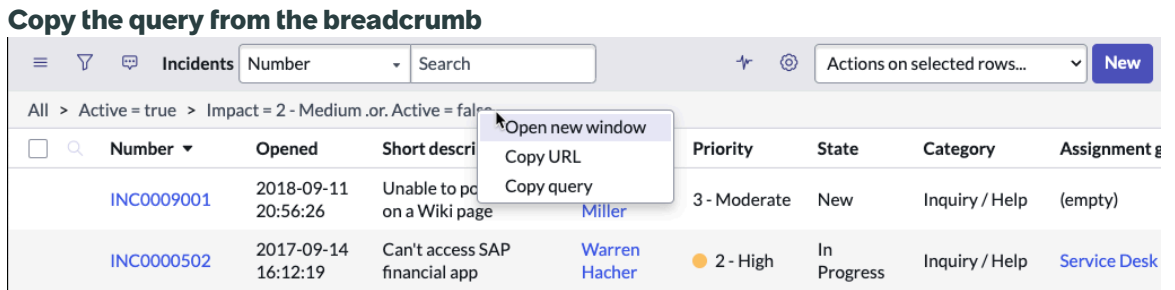 Copy the query from the breadcrumb
Incidents Number Search Actions on selected rows... New
All > Active = true > Impact = 2 - Medium .or. Active = false
Open new window
Copy URL
Copy query
Number Opened Short descri Priority State Category Assignment g
INC0009001 2018-09-11 20:56:26 Unable to po on a Wiki page Miller 3 - Moderate New Inquiry / Help (empty)
INC0000502 2017-09-14 16:12:19 Can't access SAP financial app Warren Hacher 2 - High In Progress Inquiry / Help Service Desk